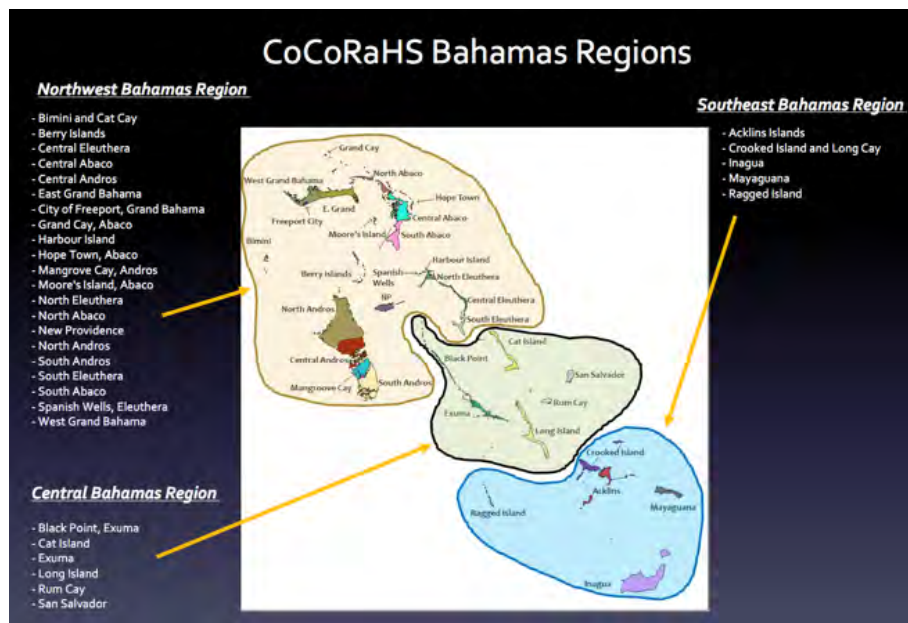 CoCoRaHS Bahamas Regions
Northwest Bahamas Region
- Bimini and Cat Cay
- Berry Islands
- Central Eleuthera
- Central Abaco
- Central Andros
- East Grand Bahama
- City of Freeport, Grand Bahama
- Grand Cay, Abaco
- Harbour Island
- Hope Town, Abaco
- Mangrove Cay, Andros
- Moore's Island, Abaco
- North Eleuthera
- North Abaco
- New Providence
- North Andros
- South Andros
- South Eleuthera
- South Abaco
- Spanish Wells, Eleuthera
- West Grand Bahama
Central Bahamas Region
- Black Point, Exuma
- Cat Island
- Exuma
- Long Island
- Rum Cay
- San Salvador
Southeast Bahamas Region
- Acklins Islands
- Crooked Island and Long Cay
- Inagua
- Mayaguana
- Ragged Island
Grand Cay
West Grand Bahama
North Abaco
E. Grand
Hope Town
Freeport City
Central Abaco
Moore's Island
South Abaco
Bimini
Harbour Island
Berry Islands
Spanish
Wells
North Eleuthera
NP
North Andros
Central Eleuthera
South Eleuthera
Cat Island
Central Andros
Black Point
San Salvador
Mangroove Cay
South Andros
Rum Cay
Exuma
Long Island
Crooked Island
Acklins
Ragged Island
Mayaguana
Inagua